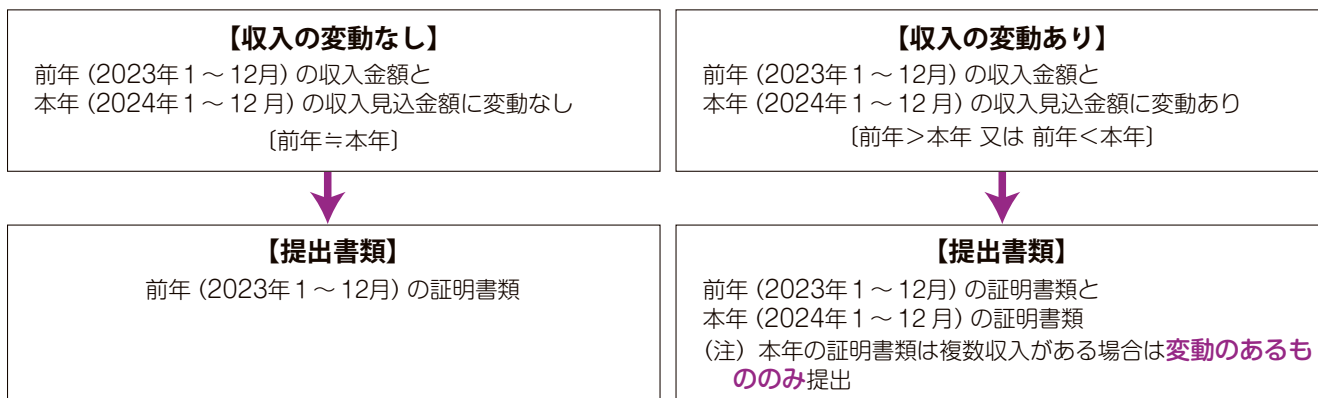 【収入の変動なし】
前年（2023年１～12月）の収入金額と
本年（2024年１～12月）の収入見込金額に変動なし
〔前年≒本年〕
【提出書類】
前年（2023年１～12月）の証明書類
【収入の変動あり】
前年（2023年１～12月）の収入金額と
本年（2024年１～12月）の収入見込金額に変動あり
〔前年＞本年 又は 前年＜本年〕
【提出書類】
前年（2023年１～12月）の証明書類と
本年（2024年１～12月）の証明書類
（注）本年の証明書類は複数収入がある場合は変動のあるも
ののみ提出